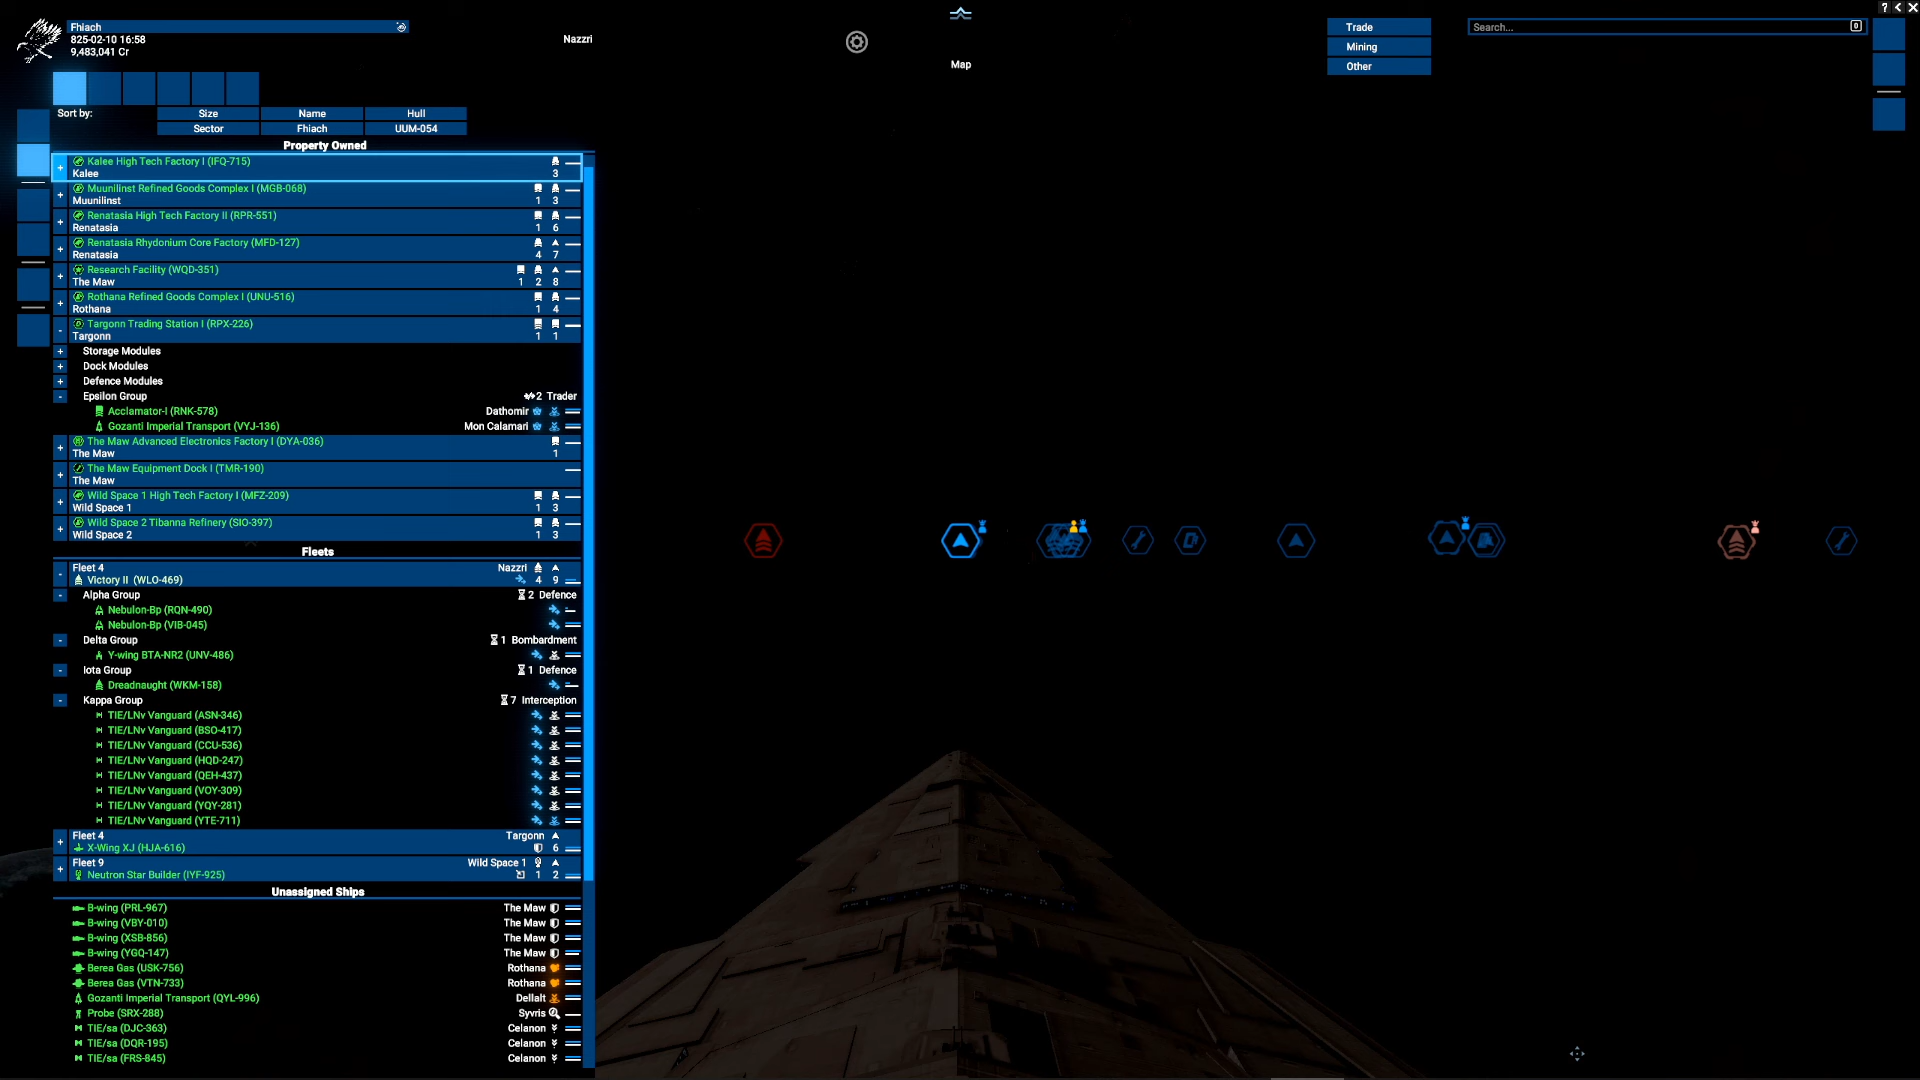 Fhiach
825-02-10 16:58
9,483,041 Cr
Nazzri
Map
Trade
Mining
Other
Search...
0
? < X
Sort by:
Size Name Hull
Sector Fhiach UUM-054
Property Owned
+ Kalee High Tech Factory I (IFQ-715)
Kalee 3
+ Muunilinst Refined Goods Complex I (MGB-068)
Muunilinst 1 3
+ Renatasia High Tech Factory II (RPR-551)
Renatasia 1 6
+ Renatasia Rhydonium Core Factory (MFD-127)
Renatasia 4 7
+ Research Facility (WQD-351)
The Maw 1 2 8
+ Rothana Refined Goods Complex I (UNU-516)
Rothana 1 4
- Targonn Trading Station I (RPX-226)
Targonn 1 1
+ Storage Modules
+ Dock Modules
+ Defence Modules
- Epsilon Group 2 Trader
Acclamator-I (RNK-578) Dathomir
Gozanti Imperial Transport (VYJ-136) Mon Calamari
+ The Maw Advanced Electronics Factory I (DYA-036)
The Maw 1
+ The Maw Equipment Dock I (TMR-190)
The Maw
+ Wild Space 1 High Tech Factory I (MFZ-209)
Wild Space 1 1 3
+ Wild Space 2 Tibanna Refinery (SIO-397)
Wild Space 2 1 3
Fleets
- Fleet 4 Nazzri
Victory II (WLO-469) 4 9
- Alpha Group 2 Defence
Nebulon-Bp (RQN-490)
Nebulon-Bp (VIB-045)
- Delta Group 1 Bombardment
Y-wing BTA-NR2 (UNV-486)
- Iota Group 1 Defence
Dreadnaught (WKM-158)
- Kappa Group 7 Interception
TIE/LNv Vanguard (ASN-346)
TIE/LNv Vanguard (BSO-417)
TIE/LNv Vanguard (CCU-536)
TIE/LNv Vanguard (HQD-247)
TIE/LNv Vanguard (QEH-437)
TIE/LNv Vanguard (VOY-309)
TIE/LNv Vanguard (YQY-281)
TIE/LNv Vanguard (YTE-711)
+ Fleet 4 Targonn
X-Wing XJ (HJA-616) 6
+ Fleet 9 Wild Space 1
Neutron Star Builder (IYF-925) 1 2
Unassigned Ships
B-wing (PRL-967) The Maw
B-wing (VBY-010) The Maw
B-wing (XSB-856) The Maw
B-wing (YGQ-147) The Maw
Berea Gas (USK-756) Rothana
Berea Gas (VTN-733) Rothana
Gozanti Imperial Transport (QYL-996) Dellalt
Probe (SRX-288) Syvris
TIE/sa (DJC-363) Celanon
TIE/sa (DQR-195) Celanon
TIE/sa (FRS-845) Celanon